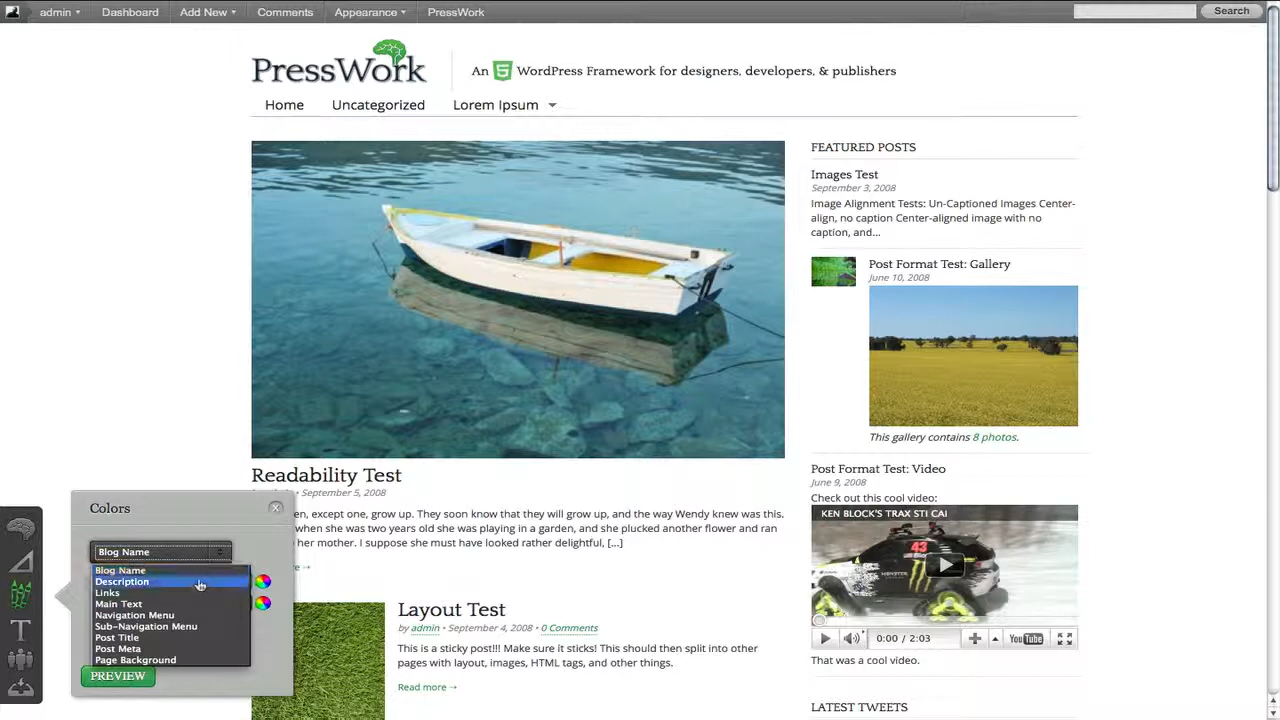 admin Dashboard Add New Comments Appearance PressWork Search
PressWork
An 5 WordPress Framework for designers, developers, & publishers
Home Uncategorized Lorem Ipsum
Readability Test
• September 5, 2008
en, except one, grow up. They soon know that they will grow up, and the way Wendy knew was this.
when she was two years old she was playing in a garden, and she plucked another flower and ran
her mother. I suppose she must have looked rather delightful, [...]
Layout Test
by admin • September 4, 2008 • 0 Comments
This is a sticky post!!! Make sure it sticks! This should then split into other
pages with layout, images, HTML tags, and other things.
Read more →
FEATURED POSTS
Images Test
September 3, 2008
Image Alignment Tests: Un-Captioned Images Center-
align, no caption Center-aligned image with no
caption, and...
Post Format Test: Gallery
June 10, 2008
This gallery contains 8 photos.
Post Format Test: Video
June 9, 2008
Check out this cool video:
KEN BLOCK'S TRAX STI CAI
43
0:00 / 2:03 YouTube
That was a cool video.
LATEST TWEETS
Colors
Blog Name
Blog Name
Description
Links
Main Text
Navigation Menu
Sub-Navigation Menu
Post Title
Post Meta
Page Background
PREVIEW
T